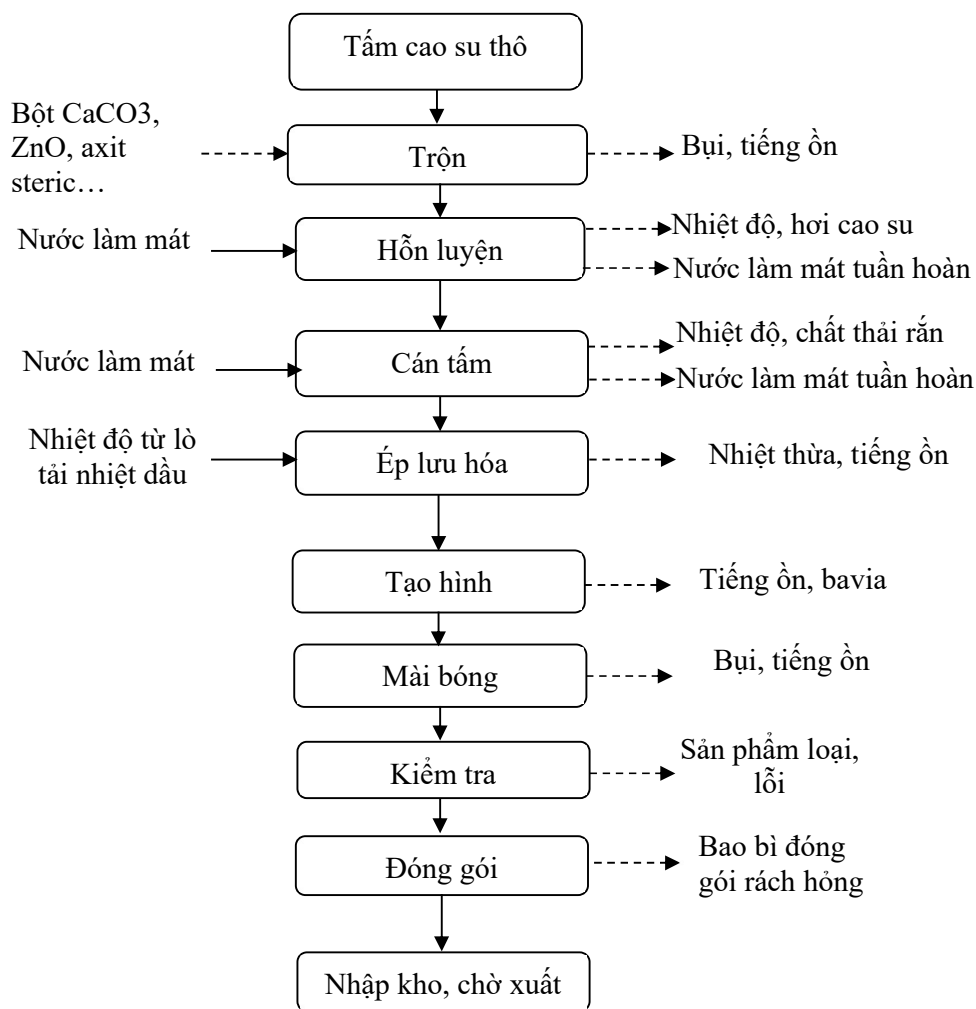 Tấm cao su thô
Bột CaCO3,
ZnO, axit
steric…
Trộn
Bụi, tiếng ồn
Nước làm mát
Hỗn luyện
Nhiệt độ, hơi cao su
Nước làm mát tuần hoàn
Nước làm mát
Cán tấm
Nhiệt độ, chất thải rắn
Nước làm mát tuần hoàn
Nhiệt độ từ lò
tải nhiệt dầu
Ép lưu hóa
Nhiệt thừa, tiếng ồn
Tạo hình
Tiếng ồn, bavia
Mài bóng
Bụi, tiếng ồn
Kiểm tra
Sản phẩm loại,
lỗi
Đóng gói
Bao bì đóng
gói rách hỏng
Nhập kho, chờ xuất